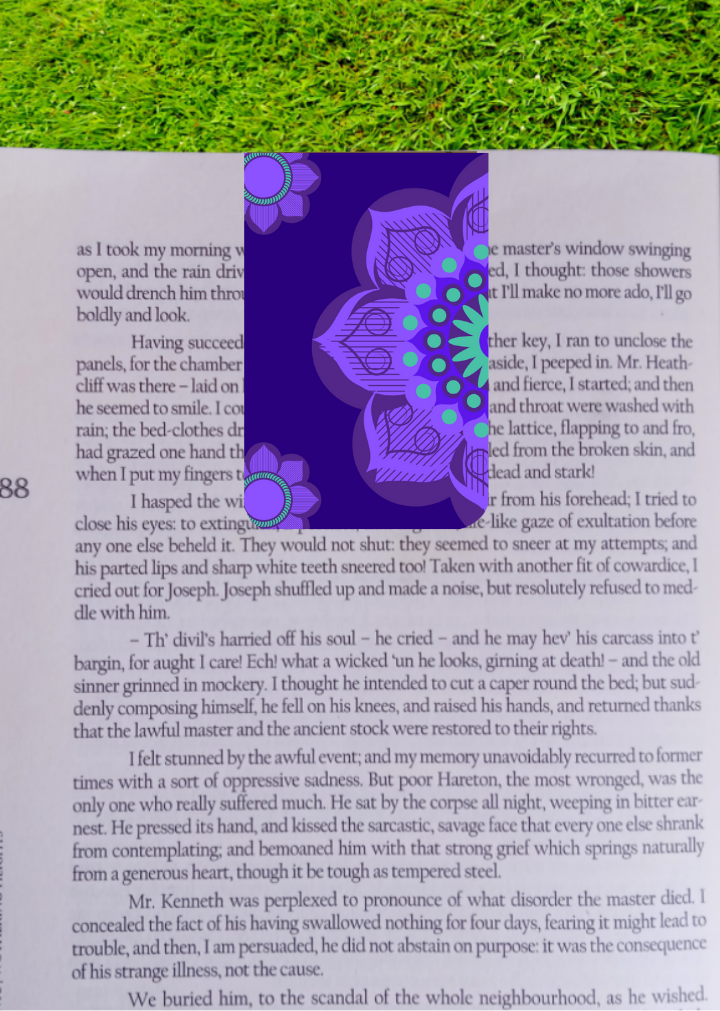 as I took my morning w e master's window swinging
open, and the rain driv ed, I thought: those showers
would drench him throu t I'll make no more ado, I'll go
boldly and look.
Having succeed ther key, I ran to unclose the
panels, for the chamber aside, I peeped in. Mr. Heath-
cliff was there – laid on and fierce, I started; and then
he seemed to smile. I cou and throat were washed with
rain; the bed-clothes dr he lattice, flapping to and fro,
had grazed one hand th led from the broken skin, and
when I put my fingers t dead and stark!
88
I hasped the wi r from his forehead; I tried to
close his eyes: to extingu e-like gaze of exultation before
any one else beheld it. They would not shut: they seemed to sneer at my attempts; and
his parted lips and sharp white teeth sneered too! Taken with another fit of cowardice, I
cried out for Joseph. Joseph shuffled up and made a noise, but resolutely refused to med-
dle with him.
– Th' divil's harried off his soul – he cried – and he may hev' his carcass into t'
bargin, for aught I care! Ech! what a wicked 'un he looks, girning at death! – and the old
sinner grinned in mockery. I thought he intended to cut a caper round the bed; but sud-
denly composing himself, he fell on his knees, and raised his hands, and returned thanks
that the lawful master and the ancient stock were restored to their rights.
I felt stunned by the awful event; and my memory unavoidably recurred to former
times with a sort of oppressive sadness. But poor Hareton, the most wronged, was the
only one who really suffered much. He sat by the corpse all night, weeping in bitter ear-
nest. He pressed its hand, and kissed the sarcastic, savage face that every one else shrank
from contemplating; and bemoaned him with that strong grief which springs naturally
from a generous heart, though it be tough as tempered steel.
Mr. Kenneth was perplexed to pronounce of what disorder the master died. I
concealed the fact of his having swallowed nothing for four days, fearing it might lead to
trouble, and then, I am persuaded, he did not abstain on purpose: it was the consequence
of his strange illness, not the cause.
We buried him, to the scandal of the whole neighbourhood, as he wished.